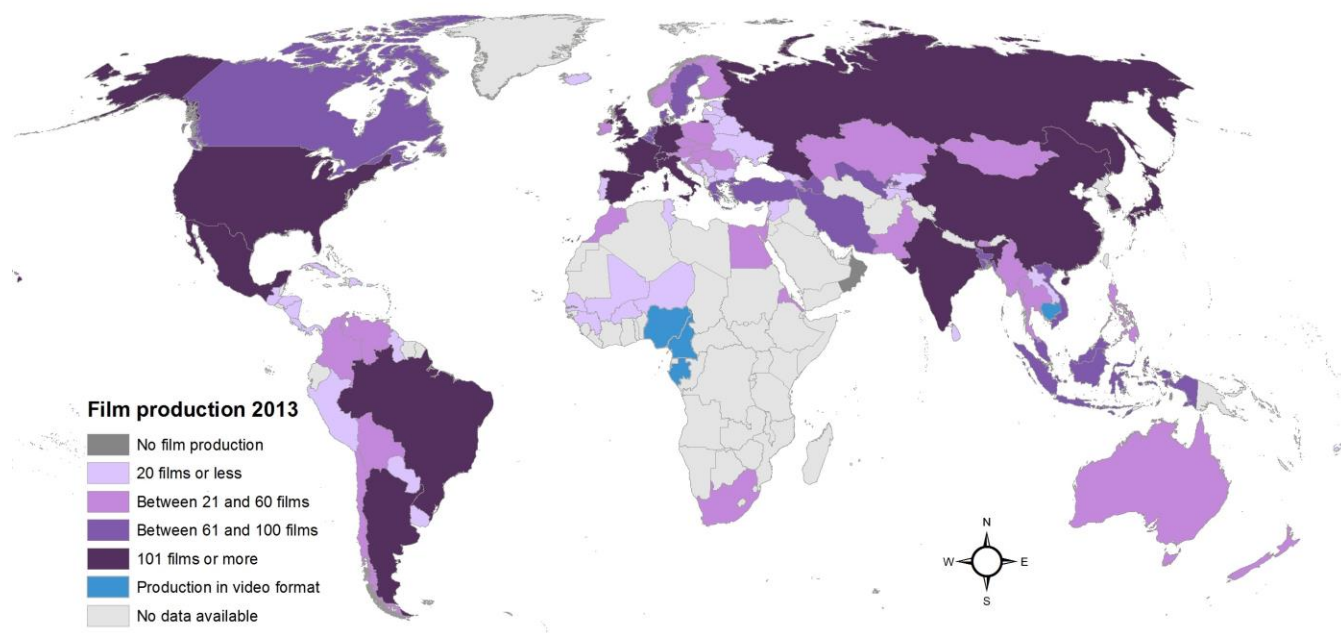 Film production 2013
No film production
20 films or less
Between 21 and 60 films
Between 61 and 100 films
101 films or more
Production in video format
No data available
N
W E
S